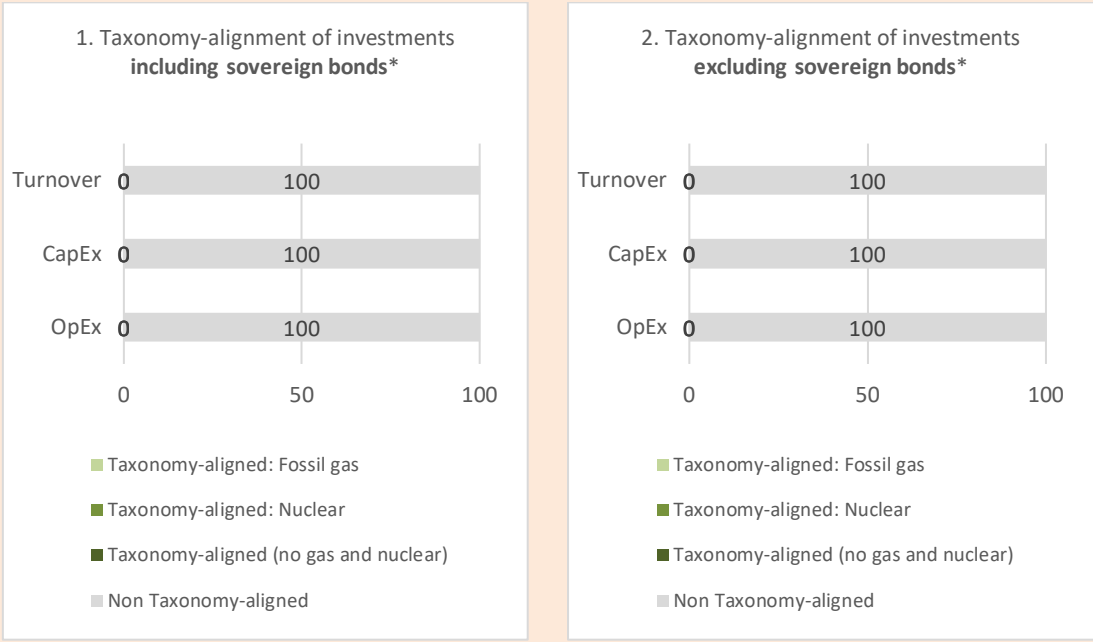 1. Taxonomy-alignment of investments
including sovereign bonds*
Turnover 0 100
CapEx 0 100
OpEx 0 100
0 50 100
Taxonomy-aligned: Fossil gas
Taxonomy-aligned: Nuclear
Taxonomy-aligned (no gas and nuclear)
Non Taxonomy-aligned
2. Taxonomy-alignment of investments
excluding sovereign bonds*
Turnover 0 100
CapEx 0 100
OpEx 0 100
0 50 100
Taxonomy-aligned: Fossil gas
Taxonomy-aligned: Nuclear
Taxonomy-aligned (no gas and nuclear)
Non Taxonomy-aligned